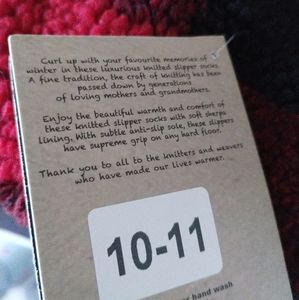 Curl up with your favourite memories of
winter in these luxurious knitted slipper socks.
A fine tradition, the craft of knitting has been
passed down by generations
of loving mothers and grandmothers.
Enjoy the beautiful warmth and comfort of
these knitted slipper socks with soft sherpa
lining. With subtle anti-slip sole, these slippers
have supreme grip on any hard floor.
Thank you to all to the knitters and weavers
who have made our lives warmer.
10-11
hand wash